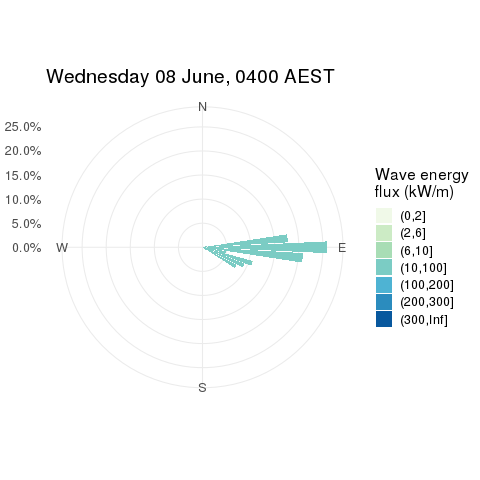 Wednesday 08 June, 0400 AEST
N
25.0%
20.0%
15.0%
10.0%
5.0%
0.0%
W
E
S
Wave energy
flux (kW/m)
(0,2]
(2,6]
(6,10]
(10,100]
(100,200]
(200,300]
(300,Inf]